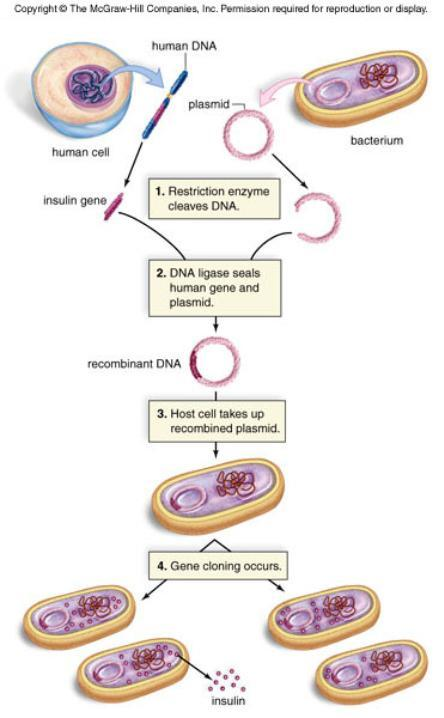 Copyright © The McGraw-Hill Companies, Inc. Permission required for reproduction or display.
human DNA
plasmid
human cell
bacterium
insulin gene
1. Restriction enzyme
cleaves DNA.
2. DNA ligase seals
human gene and
plasmid.
recombinant DNA
3. Host cell takes up
recombined plasmid.
4. Gene cloning occurs.
insulin